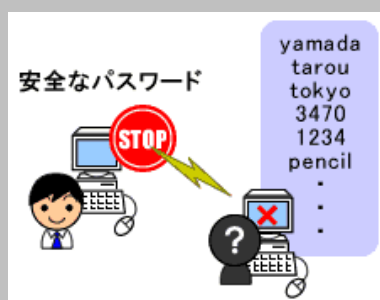 安全なパスワード
STOP
yamada
tarou
tokyo
3470
1234
pencil
・
・
・
?